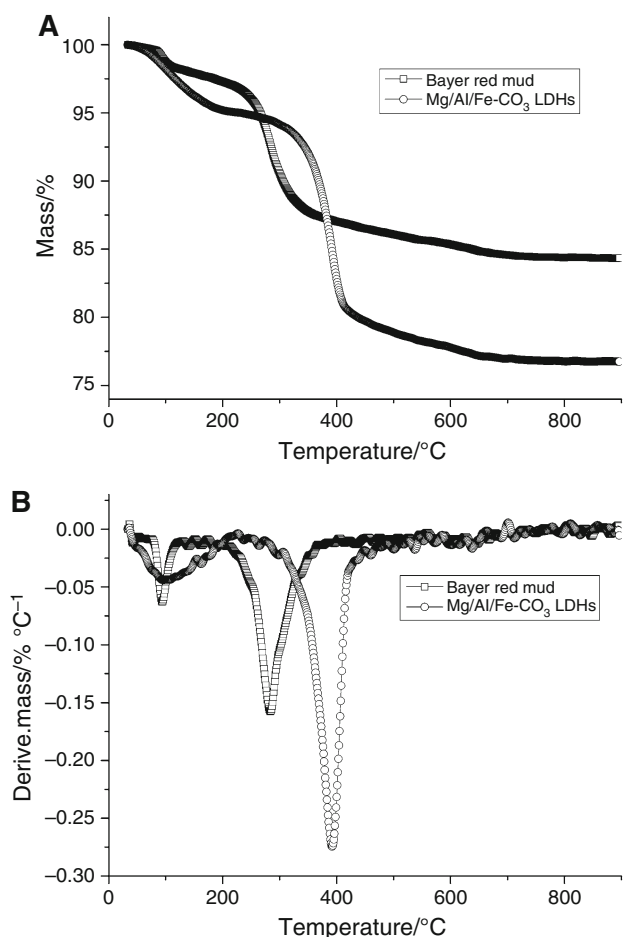 A
100
95
90
85
80
75
Mass/%
Bayer red mud
Mg/Al/Fe-CO₃ LDHs
0 200 400 600 800
Temperature/°C
B
0.00
−0.05
−0.10
−0.15
−0.20
−0.25
−0.30
Derive.mass/% °C⁻¹
Bayer red mud
Mg/Al/Fe-CO₃ LDHs
0 200 400 600 800
Temperature/°C